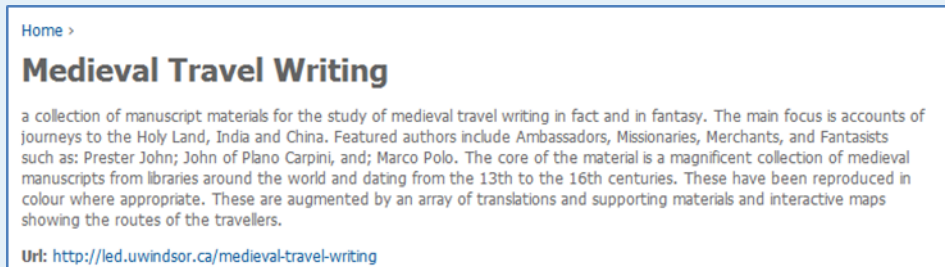 Home ›
Medieval Travel Writing
a collection of manuscript materials for the study of medieval travel writing in fact and in fantasy. The main focus is accounts of
journeys to the Holy Land, India and China. Featured authors include Ambassadors, Missionaries, Merchants, and Fantasists
such as: Prester John; John of Plano Carpini, and; Marco Polo. The core of the material is a magnificent collection of medieval
manuscripts from libraries around the world and dating from the 13th to the 16th centuries. These have been reproduced in
colour where appropriate. These are augmented by an array of translations and supporting materials and interactive maps
showing the routes of the travellers.
Url: http://led.uwindsor.ca/medieval-travel-writing